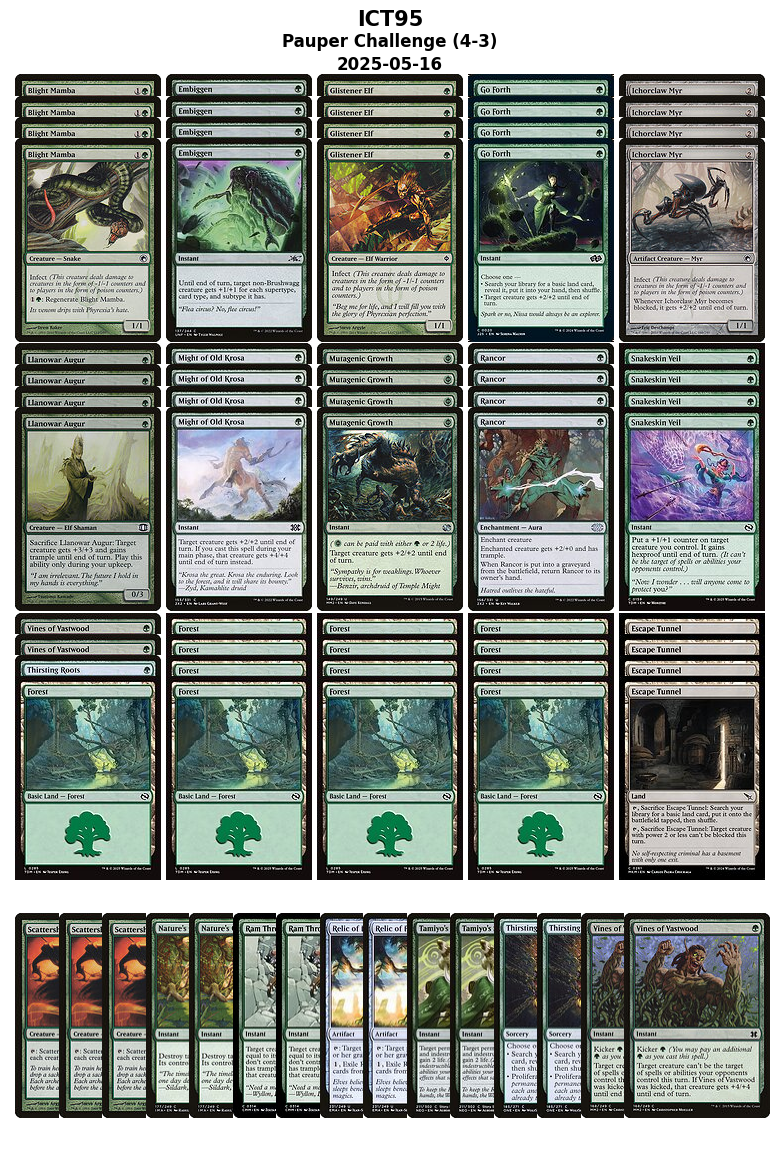 ICT95
Pauper Challenge (4-3)
2025-05-16
Blight Mamba
Blight Mamba
Blight Mamba
Blight Mamba
Creature — Snake
Infect (This creature deals damage to
creatures in the form of -1/-1 counters
and to players in the form of poison
counters.)
1 : Regenerate Blight Mamba.
Its venom drips with Phyrexia's hate.
1/1
Embiggen
Embiggen
Embiggen
Embiggen
Instant
Until end of turn, target non-Brushwagg
creature gets +1/+1 for each supertype,
card type, and subtype it has.
"Flea circus? No, flee circus!"
Glistener Elf
Glistener Elf
Glistener Elf
Glistener Elf
Creature — Elf Warrior
Infect (This creature deals damage to
creatures in the form of -1/-1 counters
and to players in the form of poison
counters.)
"Beg me for life, and I will fill you with
the glory of Phyrexian perfection."
1/1
Go Forth
Go Forth
Go Forth
Go Forth
Instant
Choose one —
• Search your library for a basic land card,
reveal it, put it into your hand, then shuffle.
• Target creature gets +2/+2 until end of
turn.
Spark or no, Nissa would always be an explorer.
Ichorclaw Myr
Ichorclaw Myr
Ichorclaw Myr
Ichorclaw Myr
Artifact Creature — Myr
Infect (This creature deals damage to
creatures in the form of -1/-1 counters and
to players in the form of poison counters.)
Whenever Ichorclaw Myr becomes
blocked, it gets +2/+2 until end of turn.
1/1
Llanowar Augur
Llanowar Augur
Llanowar Augur
Llanowar Augur
Creature — Elf Shaman
Sacrifice Llanowar Augur: Target
creature gets +3/+3 and gains
trample until end of turn. Play this
ability only during your upkeep.
"I am irrelevant. The future I hold in
my hands is everything."
0/3
Might of Old Krosa
Might of Old Krosa
Might of Old Krosa
Might of Old Krosa
Instant
Target creature gets +2/+2 until end of
turn. If you cast this spell during your
main phase, that creature gets +4/+4
until end of turn instead.
"Krosa the great. Krosa the enduring. Look
to the forest, and it will share its bounty."
—Zyd, Kamahlite druid
Mutagenic Growth
Mutagenic Growth
Mutagenic Growth
Mutagenic Growth
Instant
( can be paid with either or 2 life.)
Target creature gets +2/+2 until end
of turn.
"Sympathy is for weaklings. Whoever
survives, wins."
—Benzir, archdruid of Temple Might
Rancor
Rancor
Rancor
Rancor
Enchantment — Aura
Enchant creature
Enchanted creature gets +2/+0 and has
trample.
When Rancor is put into a graveyard
from the battlefield, return Rancor to its
owner's hand.
Hatred outlives the hateful.
Snakeskin Veil
Snakeskin Veil
Snakeskin Veil
Snakeskin Veil
Instant
Put a +1/+1 counter on target
creature you control. It gains
hexproof until end of turn. (It can't
be the target of spells or abilities your
opponents control.)
"Note: I wonder . . . will anyone come to
protect you?"
Vines of Vastwood
Vines of Vastwood
Thirsting Roots
Forest
Basic Land — Forest
Forest
Forest
Forest
Forest
Basic Land — Forest
Forest
Forest
Forest
Forest
Basic Land — Forest
Forest
Forest
Forest
Forest
Basic Land — Forest
Escape Tunnel
Escape Tunnel
Escape Tunnel
Escape Tunnel
Land
, Sacrifice Escape Tunnel: Search your
library for a basic land card, put it onto the
battlefield tapped, then shuffle.
, Sacrifice Escape Tunnel: Target creature
with power 2 or less can't be blocked this
turn.
No self-respecting criminal has a basement
with only one exit.
Scattersh
Scattersh
Scattersh
Nature's
Nature's
Ram Thr
Ram Thr
Relic of
Relic of
Tamiyo's
Tamiyo's
Thirsting
Thirsting
Vines of
Vines of Vastwood
Instant
Kicker (You may pay an additional
as you cast this spell.)
Target creature can't be the target
of spells or abilities your opponents
control this turn. If Vines of Vastwood
was kicked, that creature gets +4/+4
until end of turn.